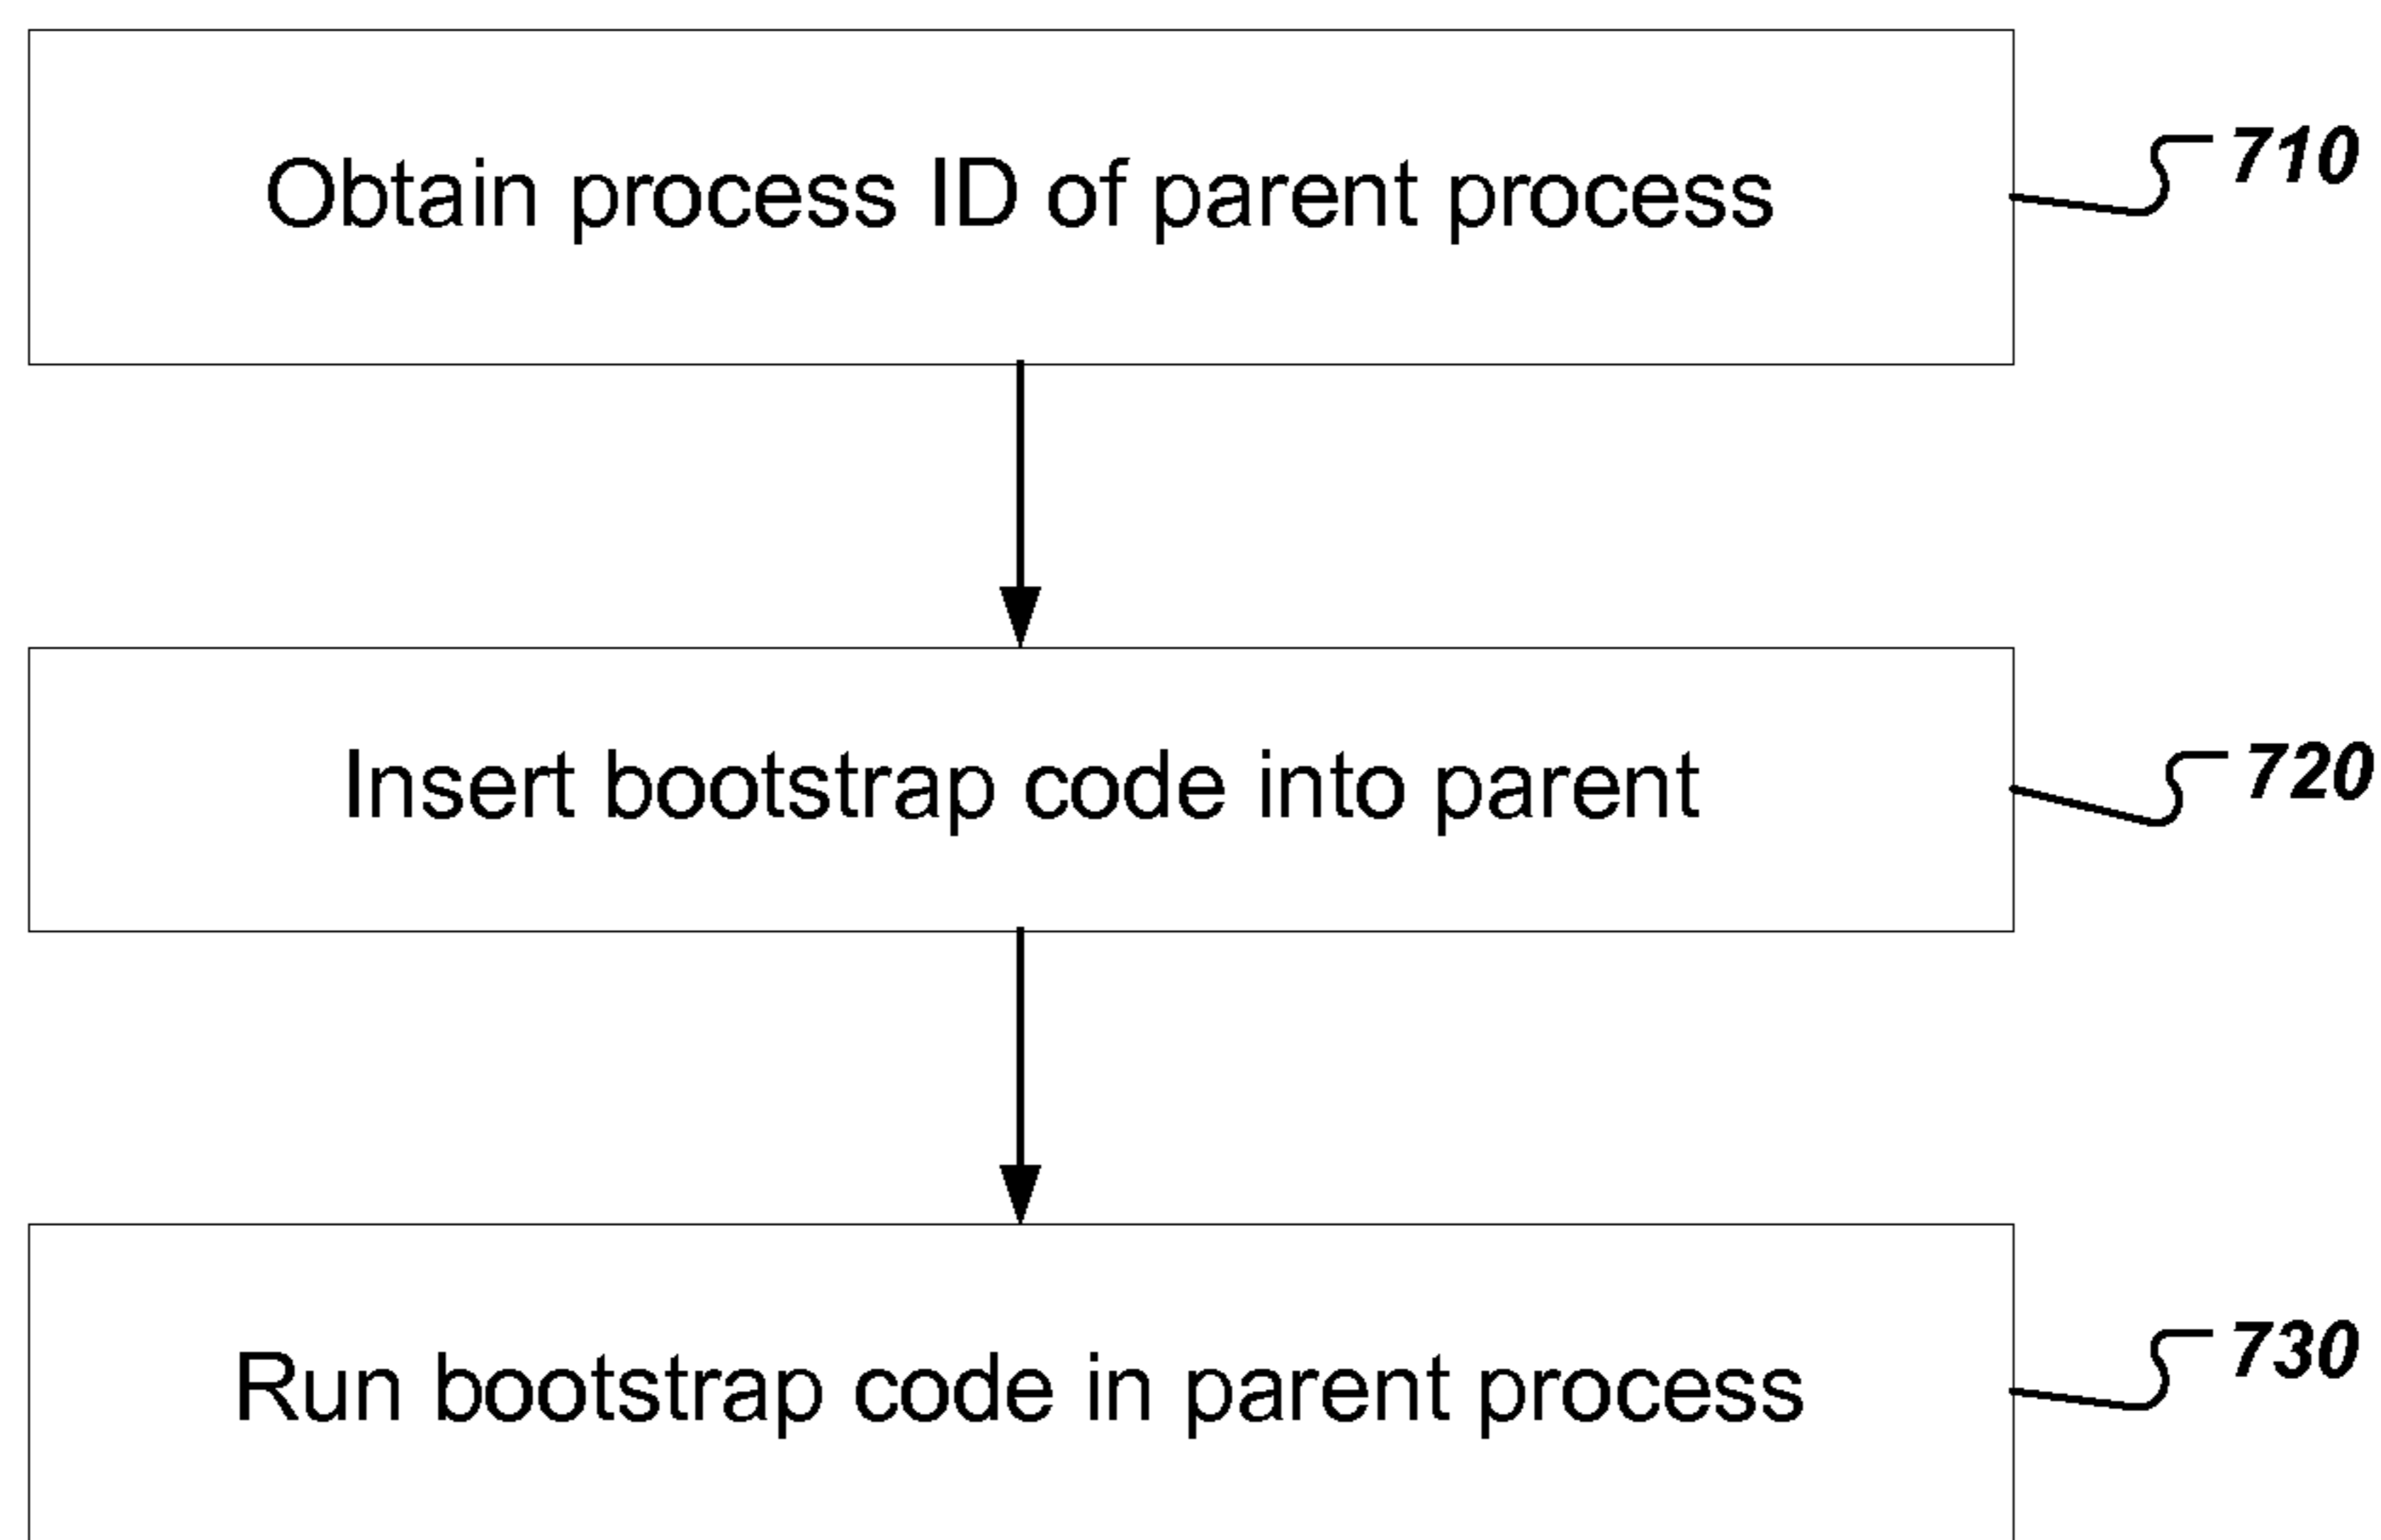 Obtain process ID of parent process
710
Insert bootstrap code into parent
720
Run bootstrap code in parent process
730